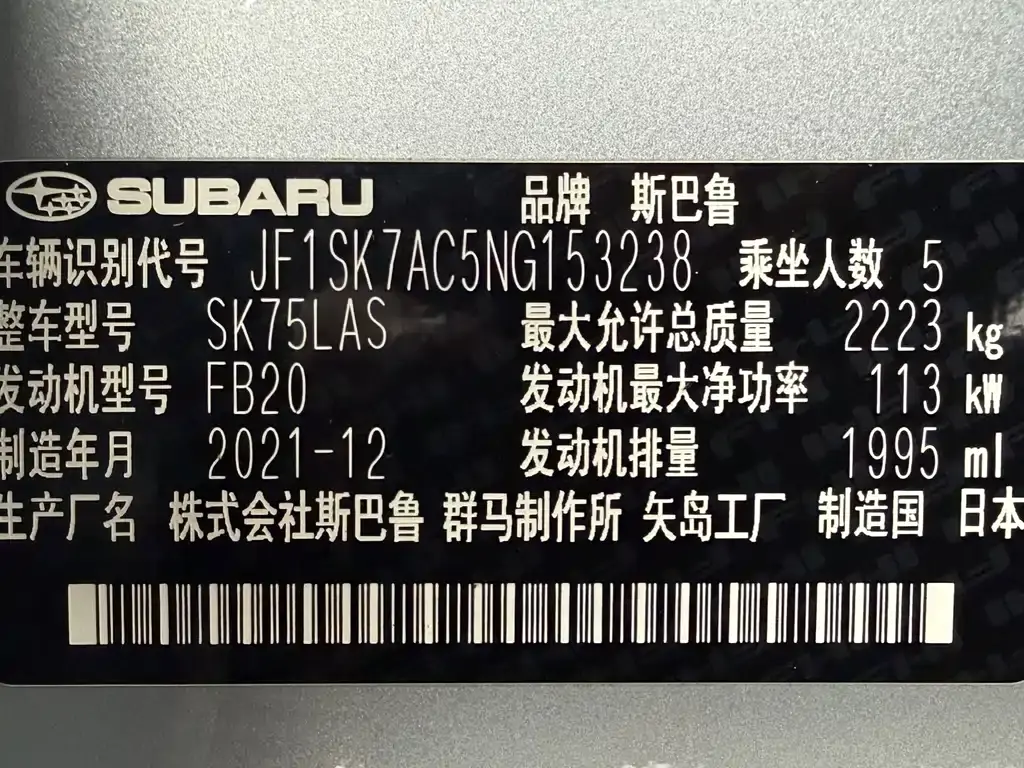 SUBARU 品牌 斯巴鲁
车辆识别代号 JF1SK7AC5NG153238 乘坐人数 5
整车型号 SK75LAS 最大允许总质量 2223 kg
发动机型号 FB20 发动机最大净功率 113 kW
制造年月 2021-12 发动机排量 1995 ml
生产厂名 株式会社斯巴鲁 群马制作所 矢岛工厂 制造国 日本